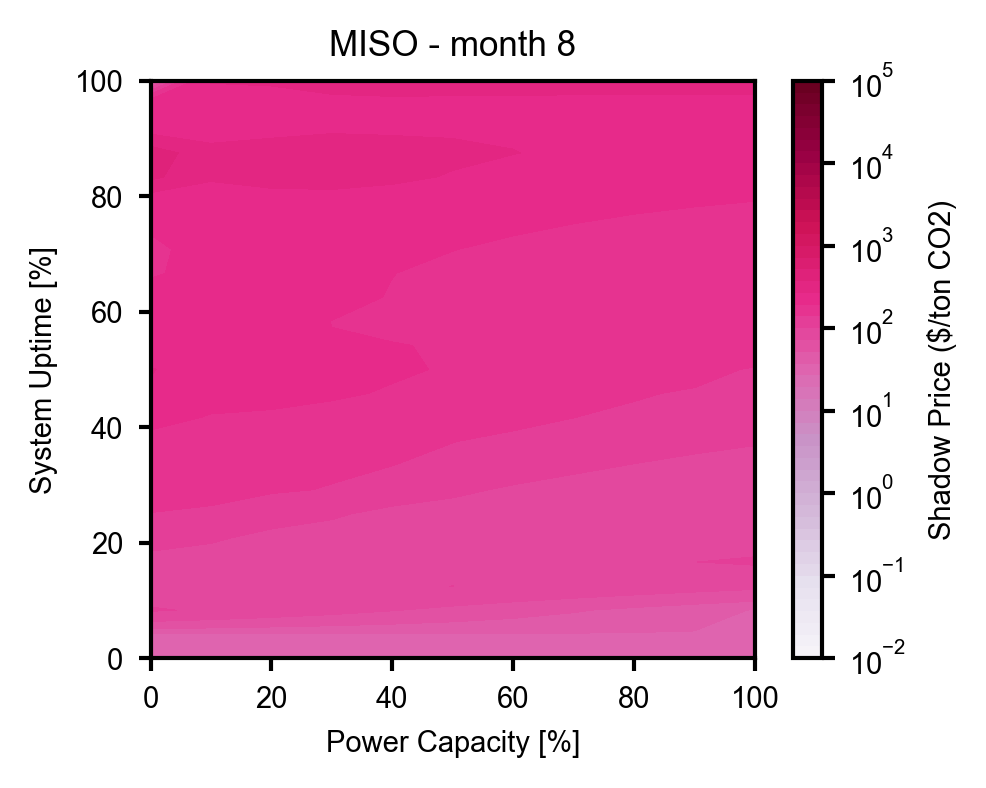 MISO - month 8
100
80
60
40
20
0
System Uptime [%]
0 20 40 60 80 100
Power Capacity [%]
10^5
10^4
10^3
10^2
10^1
10^0
10^−1
10^−2
Shadow Price ($/ton CO2)